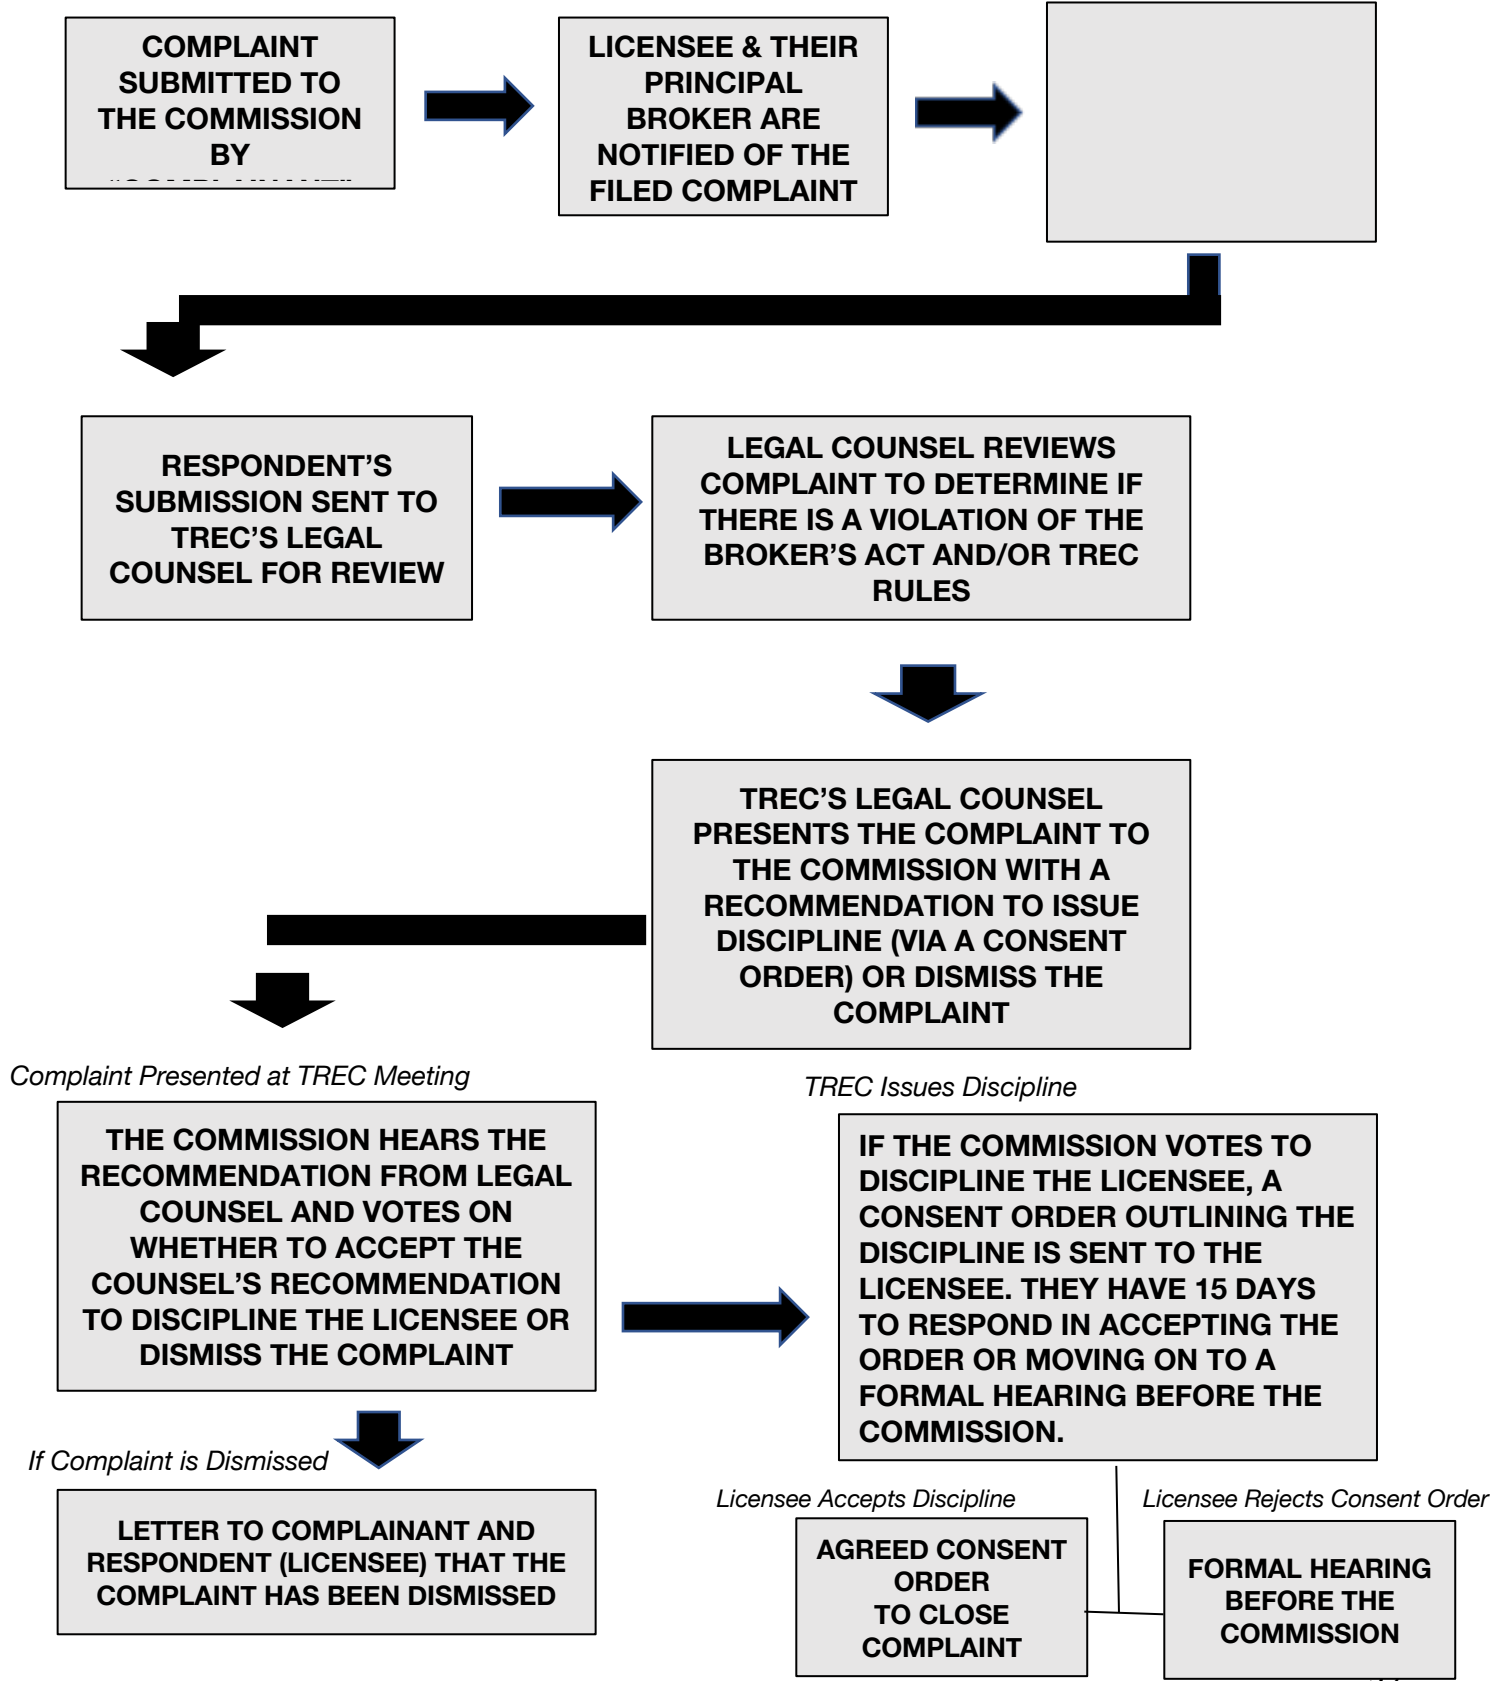 COMPLAINT
SUBMITTED TO
THE COMMISSION
BY
LICENSEE & THEIR
PRINCIPAL
BROKER ARE
NOTIFIED OF THE
FILED COMPLAINT
RESPONDENT’S
SUBMISSION SENT TO
TREC’S LEGAL
COUNSEL FOR REVIEW
LEGAL COUNSEL REVIEWS
COMPLAINT TO DETERMINE IF
THERE IS A VIOLATION OF THE
BROKER’S ACT AND/OR TREC
RULES
TREC’S LEGAL COUNSEL
PRESENTS THE COMPLAINT TO
THE COMMISSION WITH A
RECOMMENDATION TO ISSUE
DISCIPLINE (VIA A CONSENT
ORDER) OR DISMISS THE
COMPLAINT
Complaint Presented at TREC Meeting
THE COMMISSION HEARS THE
RECOMMENDATION FROM LEGAL
COUNSEL AND VOTES ON
WHETHER TO ACCEPT THE
COUNSEL’S RECOMMENDATION
TO DISCIPLINE THE LICENSEE OR
DISMISS THE COMPLAINT
TREC Issues Discipline
IF THE COMMISSION VOTES TO
DISCIPLINE THE LICENSEE, A
CONSENT ORDER OUTLINING THE
DISCIPLINE IS SENT TO THE
LICENSEE. THEY HAVE 15 DAYS
TO RESPOND IN ACCEPTING THE
ORDER OR MOVING ON TO A
FORMAL HEARING BEFORE THE
COMMISSION.
If Complaint is Dismissed
LETTER TO COMPLAINANT AND
RESPONDENT (LICENSEE) THAT THE
COMPLAINT HAS BEEN DISMISSED
Licensee Accepts Discipline
AGREED CONSENT
ORDER
TO CLOSE
COMPLAINT
Licensee Rejects Consent Order
FORMAL HEARING
BEFORE THE
COMMISSION